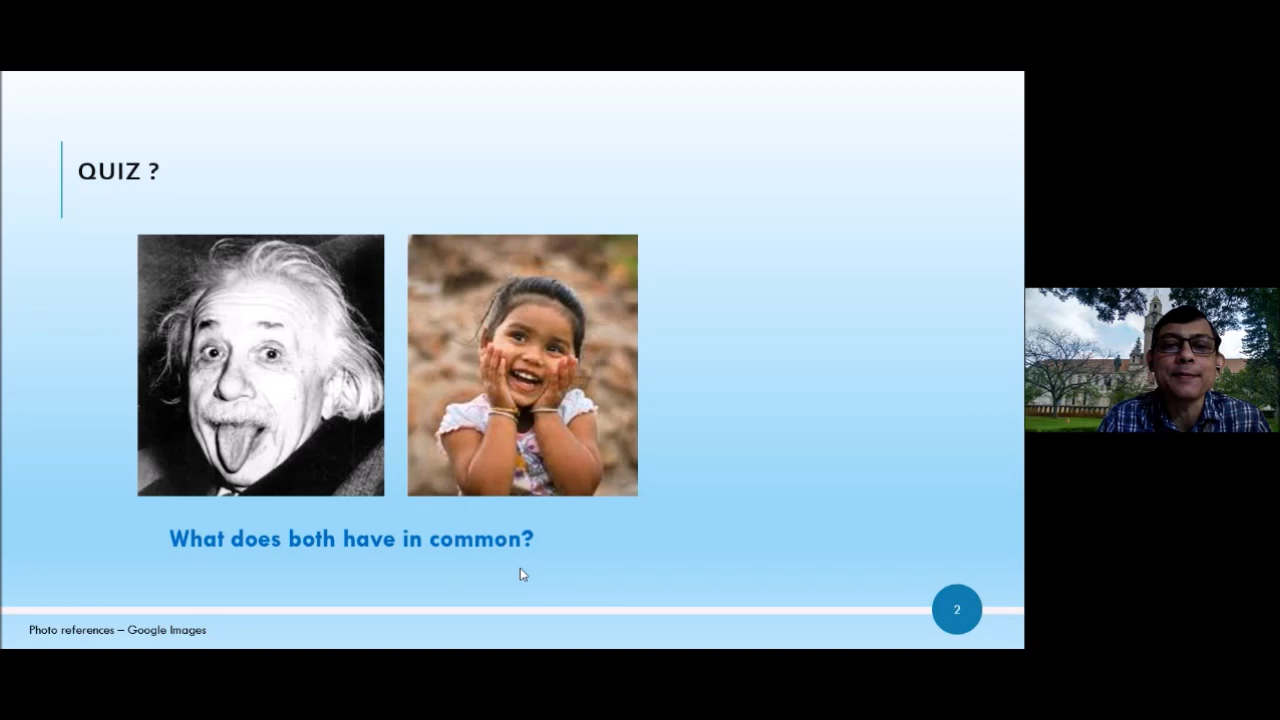 QUIZ ?
What does both have in common?
2
Photo references – Google Images